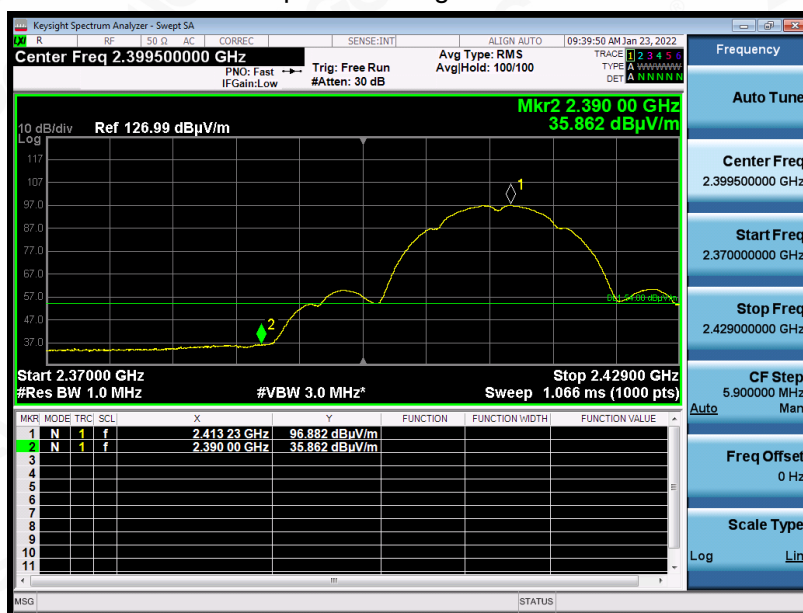 Keysight Spectrum Analyzer - Swept SA
LXI R RF 50 Ω AC CORREC SENSE:INT ALIGN AUTO 09:39:50 AM Jan 23, 2022
Center Freq 2.399500000 GHz
PNO: Fast
IFGain:Low
Trig: Free Run
#Atten: 30 dB
Avg Type: RMS
Avg|Hold: 100/100
TRACE 1 2 3 4 5 6
TYPE A WWWWW
DET A N N N N N
Mkr2 2.390 00 GHz
35.862 dBµV/m
10 dB/div Ref 126.99 dBµV/m
Log
117
107
97.0
87.0
77.0
67.0
57.0
47.0
37.0
1
2
DL1 54.00 dBµV/m
Start 2.37000 GHz Stop 2.42900 GHz
#Res BW 1.0 MHz #VBW 3.0 MHz* Sweep 1.066 ms (1000 pts)
MKR MODE TRC SCL X Y FUNCTION FUNCTION WIDTH FUNCTION VALUE
1 N 1 f 2.413 23 GHz 96.882 dBµV/m
2 N 1 f 2.390 00 GHz 35.862 dBµV/m
3
4
5
6
7
8
9
10
11
MSG STATUS
Frequency
Auto Tune
Center Freq
2.399500000 GHz
Start Freq
2.370000000 GHz
Stop Freq
2.429000000 GHz
CF Step
5.900000 MHz
Auto Man
Freq Offset
0 Hz
Scale Type
Log Lin